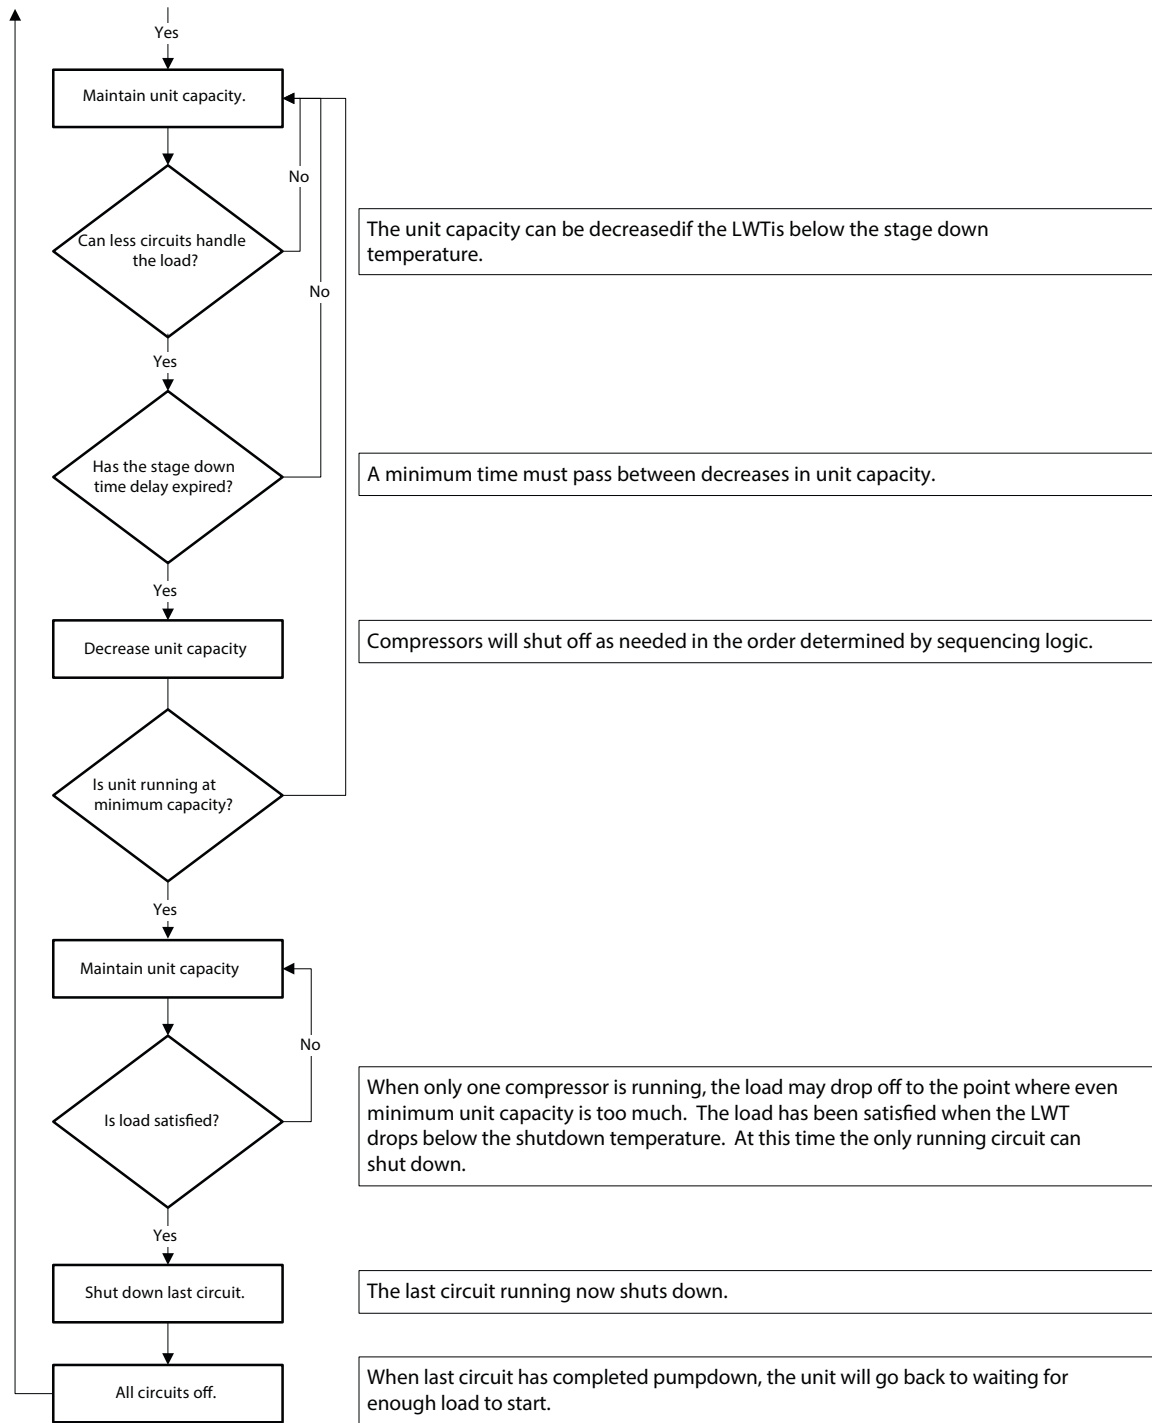 Yes
Maintain unit capacity.
No
Can less circuits handle
the load?
The unit capacity can be decreasedif the LWTis below the stage down
temperature.
No
Yes
Has the stage down
time delay expired?
A minimum time must pass between decreases in unit capacity.
Yes
Decrease unit capacity
Compressors will shut off as needed in the order determined by sequencing logic.
Is unit running at
minimum capacity?
Yes
Maintain unit capacity
No
Is load satisfied?
When only one compressor is running, the load may drop off to the point where even
minimum unit capacity is too much.  The load has been satisfied when the LWT
drops below the shutdown temperature.  At this time the only running circuit can
shut down.
Yes
Shut down last circuit.
The last circuit running now shuts down.
All circuits off.
When last circuit has completed pumpdown, the unit will go back to waiting for
enough load to start.